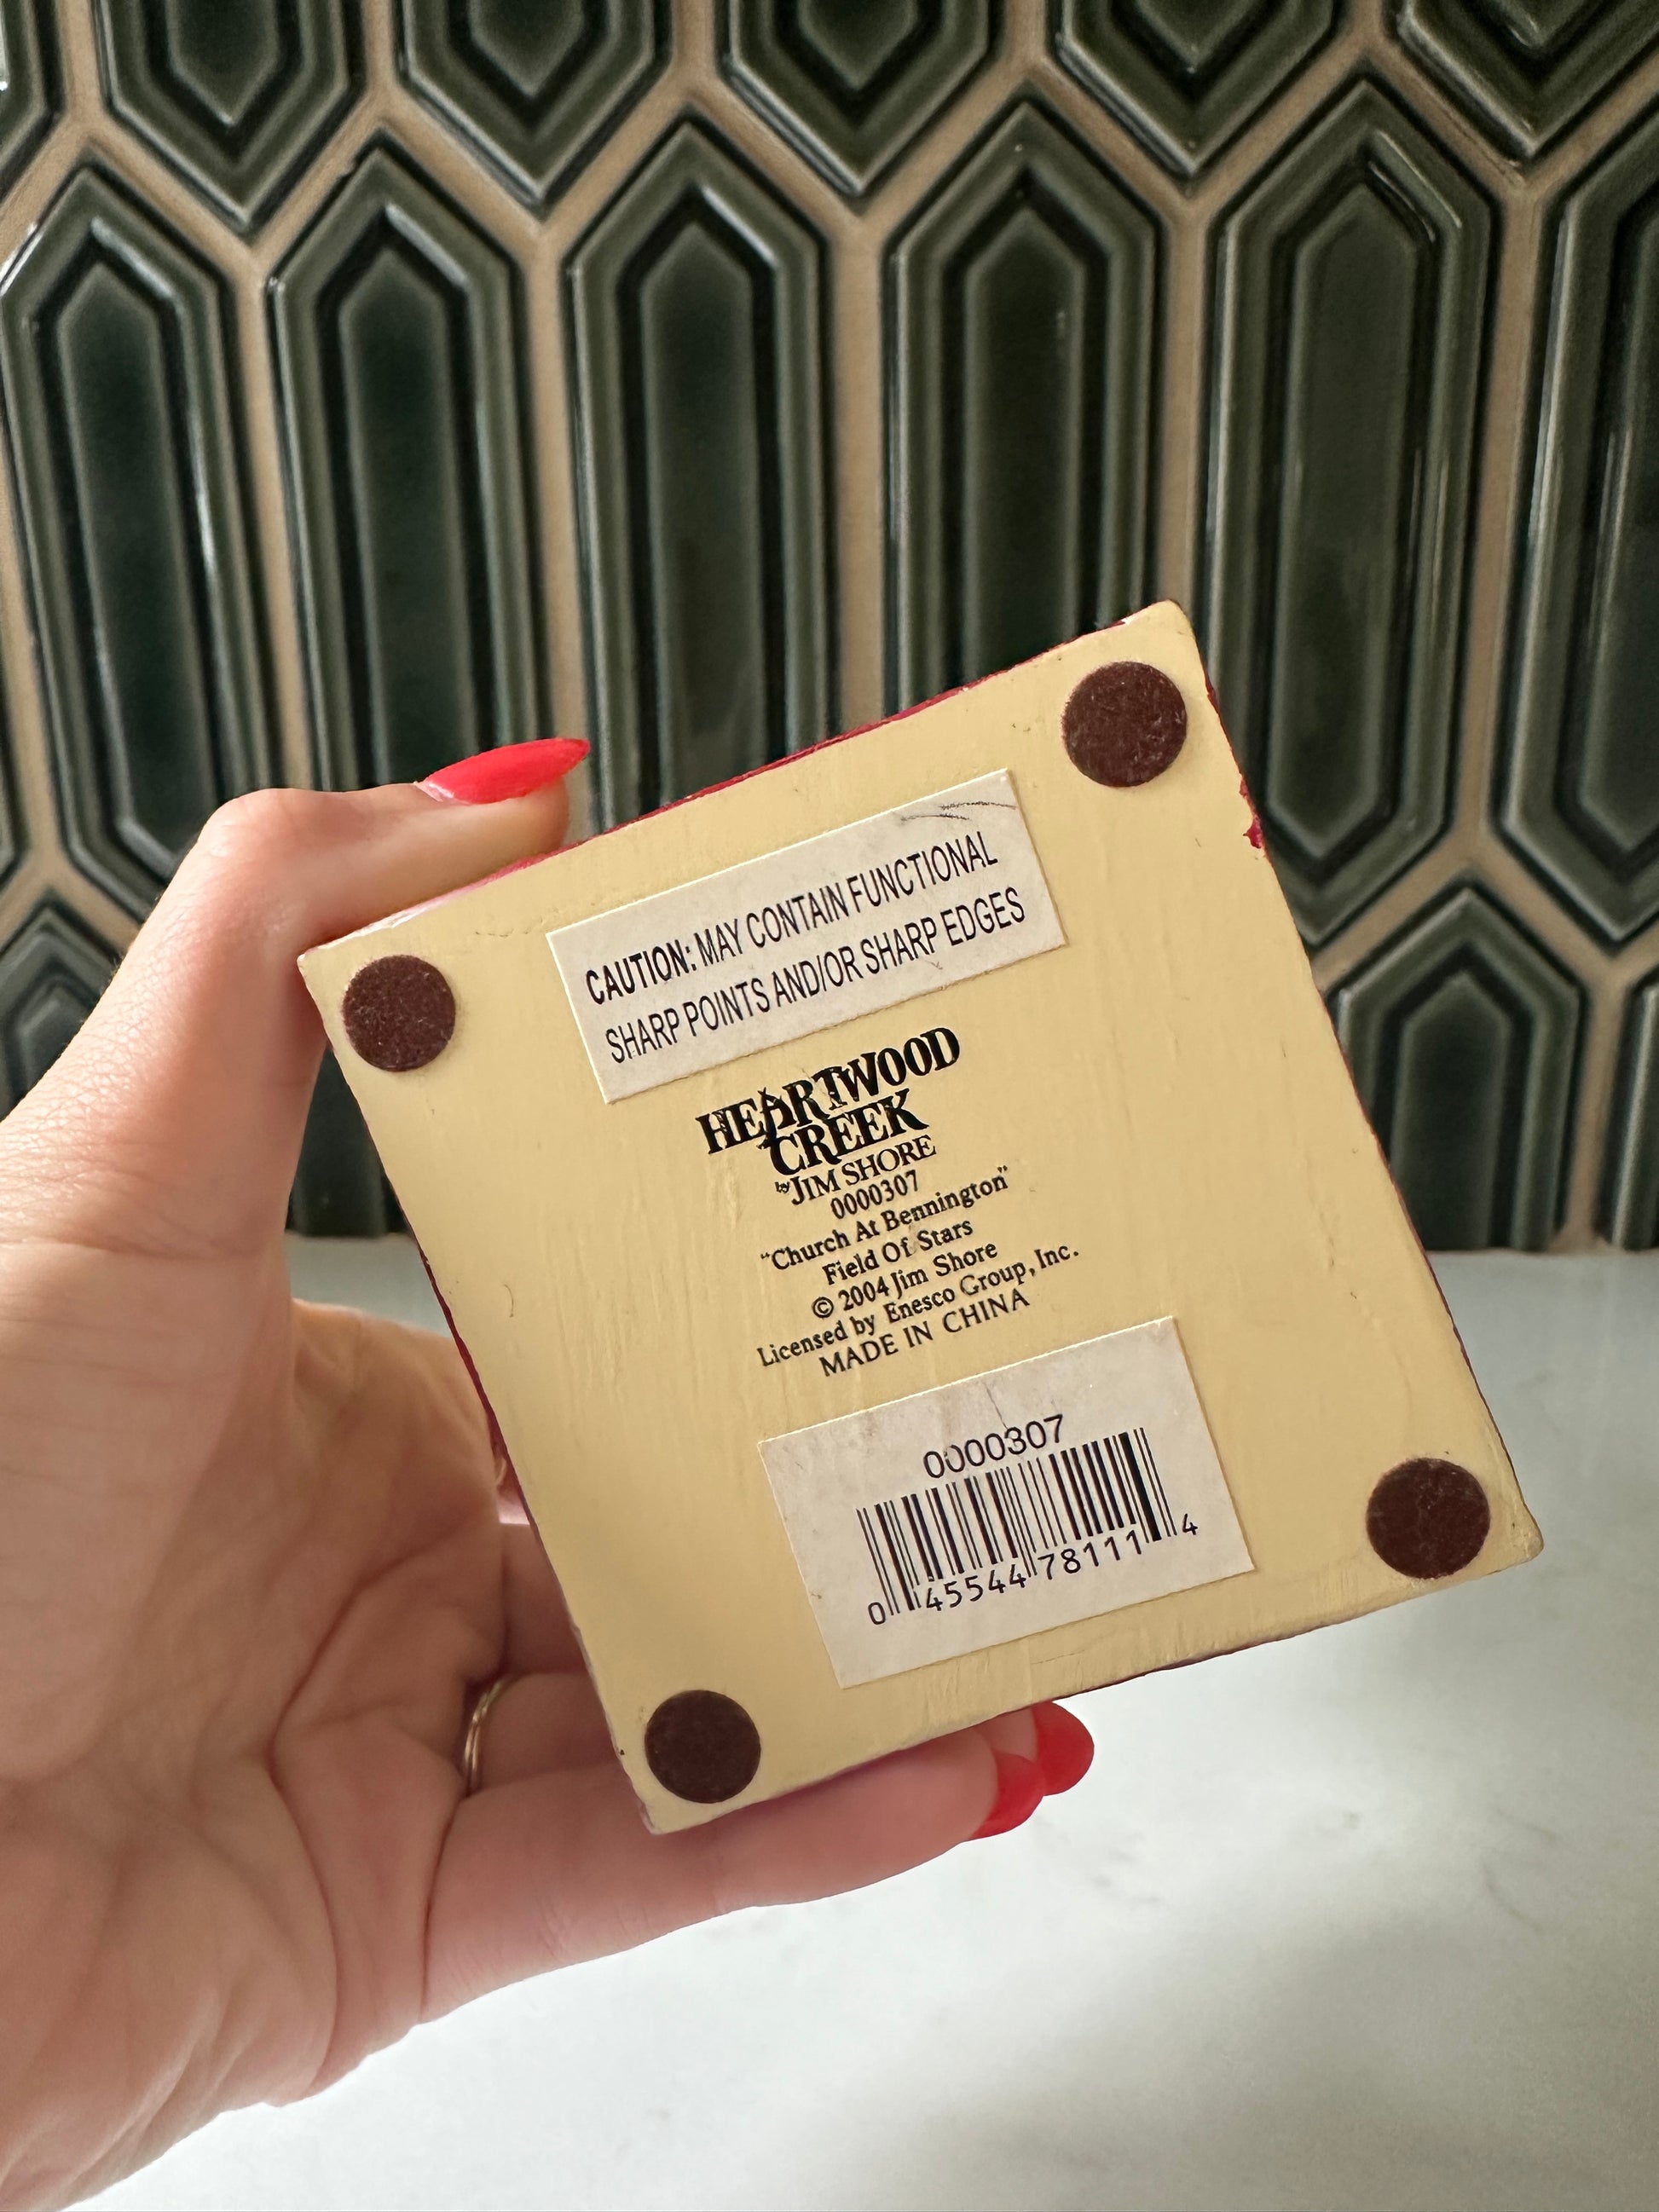 CAUTION: MAY CONTAIN FUNCTIONAL
SHARP POINTS AND/OR SHARP EDGES
HEARTWOOD
CREEK
by JIM SHORE
0000307
"Church At Bennington"
Field Of Stars
© 2004 Jim Shore
Licensed by Enesco Group, Inc.
MADE IN CHINA
0000307
0 45544 78111 4